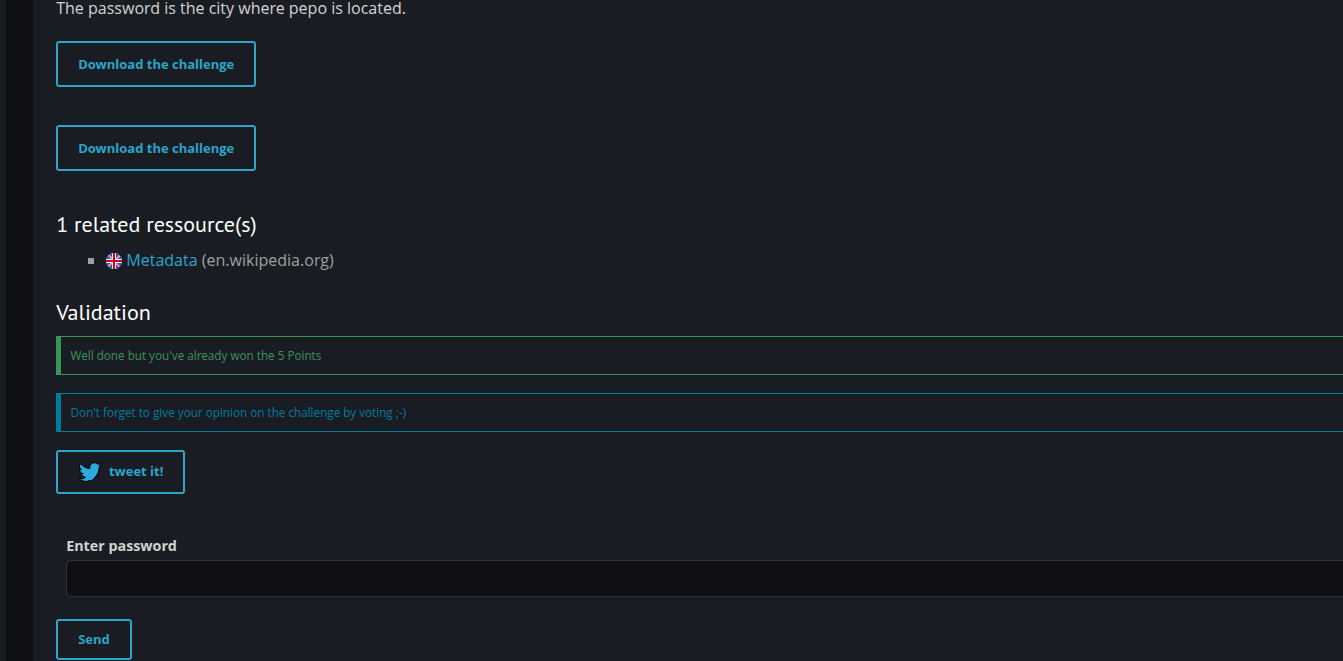 The password is the city where pepo is located.
Download the challenge
Download the challenge
1 related ressource(s)
Metadata (en.wikipedia.org)
Validation
Well done but you've already won the 5 Points
Don't forget to give your opinion on the challenge by voting ;-)
tweet it!
Enter password
Send